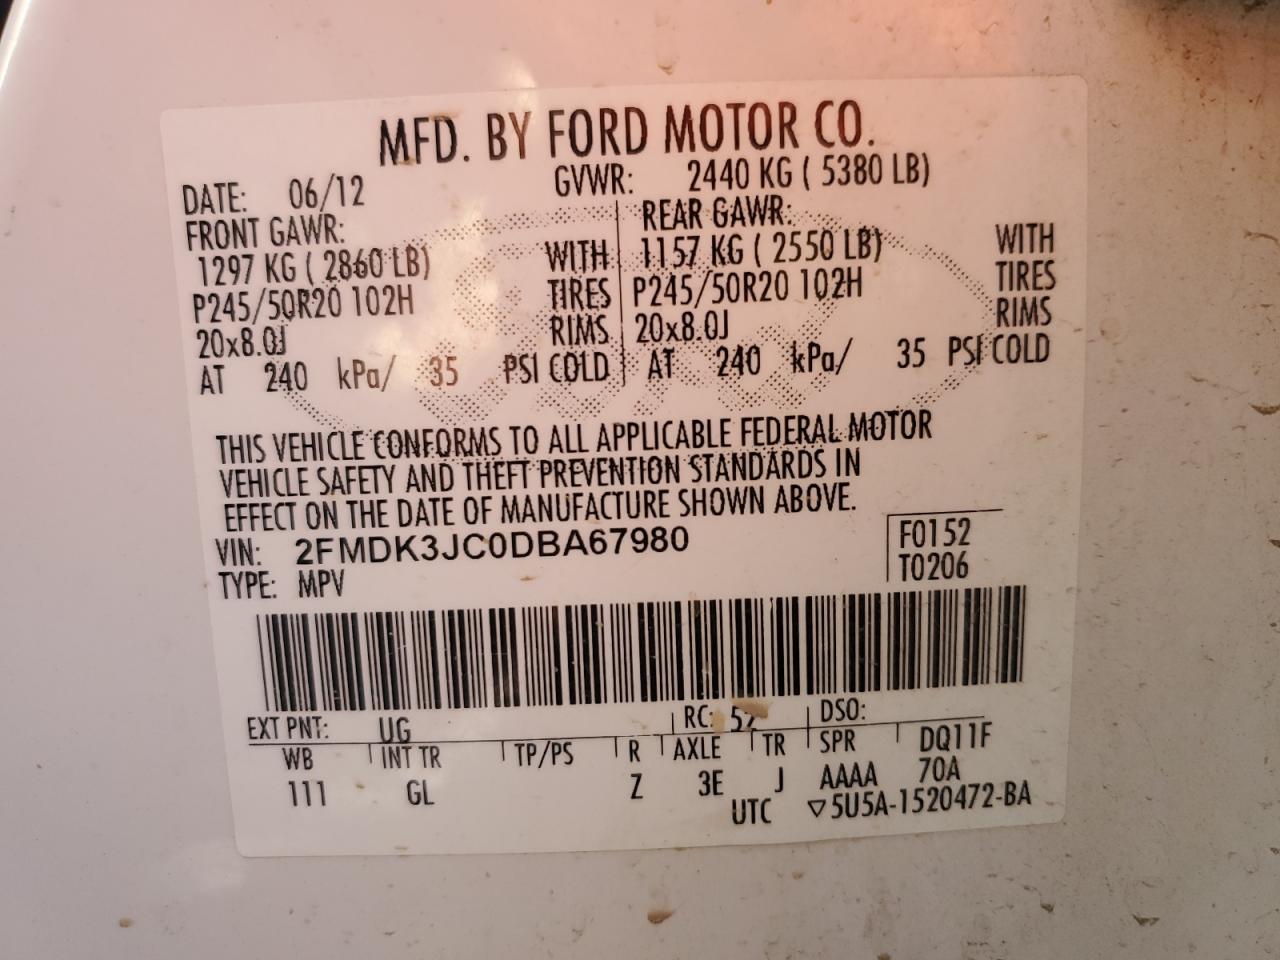 MFD. BY FORD MOTOR CO.
DATE: 06/12 GVWR: 2440 KG ( 5380 LB)
FRONT GAWR: REAR GAWR:
1297 KG ( 2860 LB) WITH 1157 KG ( 2550 LB) WITH
P245/50R20 102H TIRES P245/50R20 102H TIRES
20x8.0J RIMS 20x8.0J RIMS
AT 240 kPa/ 35 PSI COLD AT 240 kPa/ 35 PSI COLD
THIS VEHICLE CONFORMS TO ALL APPLICABLE FEDERAL MOTOR
VEHICLE SAFETY AND THEFT PREVENTION STANDARDS IN
EFFECT ON THE DATE OF MANUFACTURE SHOWN ABOVE.
VIN: 2FMDK3JC0DBA67980 F0152
TYPE: MPV T0206
EXT PNT: UG RC: DSO:
WB INT TR TP/PS R AXLE TR SPR DQ11F
111 GL Z 3E J AAAA 70A
UTC ▽5U5A-1520472-BA